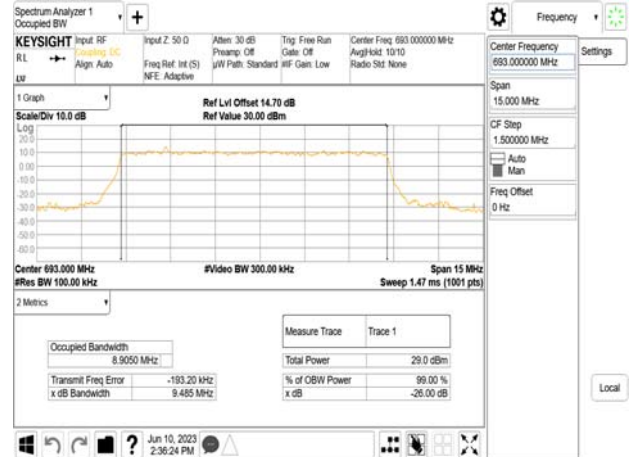 Spectrum Analyzer 1
Occupied BW
+
Frequency
KEYSIGHT
Input: RF
Coupling: DC
Align: Auto
RL
LV
Input Z: 50 Ω
Freq Ref: Int (S)
NFE: Adaptive
Atten: 30 dB
Preamp: Off
µW Path: Standard
Trig: Free Run
Gate: Off
#IF Gain: Low
Center Freq: 693.000000 MHz
Avg|Hold: 10/10
Radio Std: None
Center Frequency
693.000000 MHz
Settings
Span
15.000 MHz
CF Step
1.500000 MHz
Auto
Man
Freq Offset
0 Hz
Local
1 Graph
Scale/Div 10.0 dB
Ref Lvl Offset 14.70 dB
Ref Value 30.00 dBm
Log
20.0
10.0
0.00
-10.0
-20.0
-30.0
-40.0
-50.0
-60.0
Center 693.000 MHz
#Res BW 100.00 kHz
#Video BW 300.00 kHz
Span 15 MHz
Sweep 1.47 ms (1001 pts)
2 Metrics
Measure Trace
Trace 1
Occupied Bandwidth
8.9050 MHz
Total Power
29.0 dBm
Transmit Freq Error
-193.20 kHz
% of OBW Power
99.00 %
x dB Bandwidth
9.485 MHz
x dB
-26.00 dB
?
Jun 10, 2023
2:36:24 PM